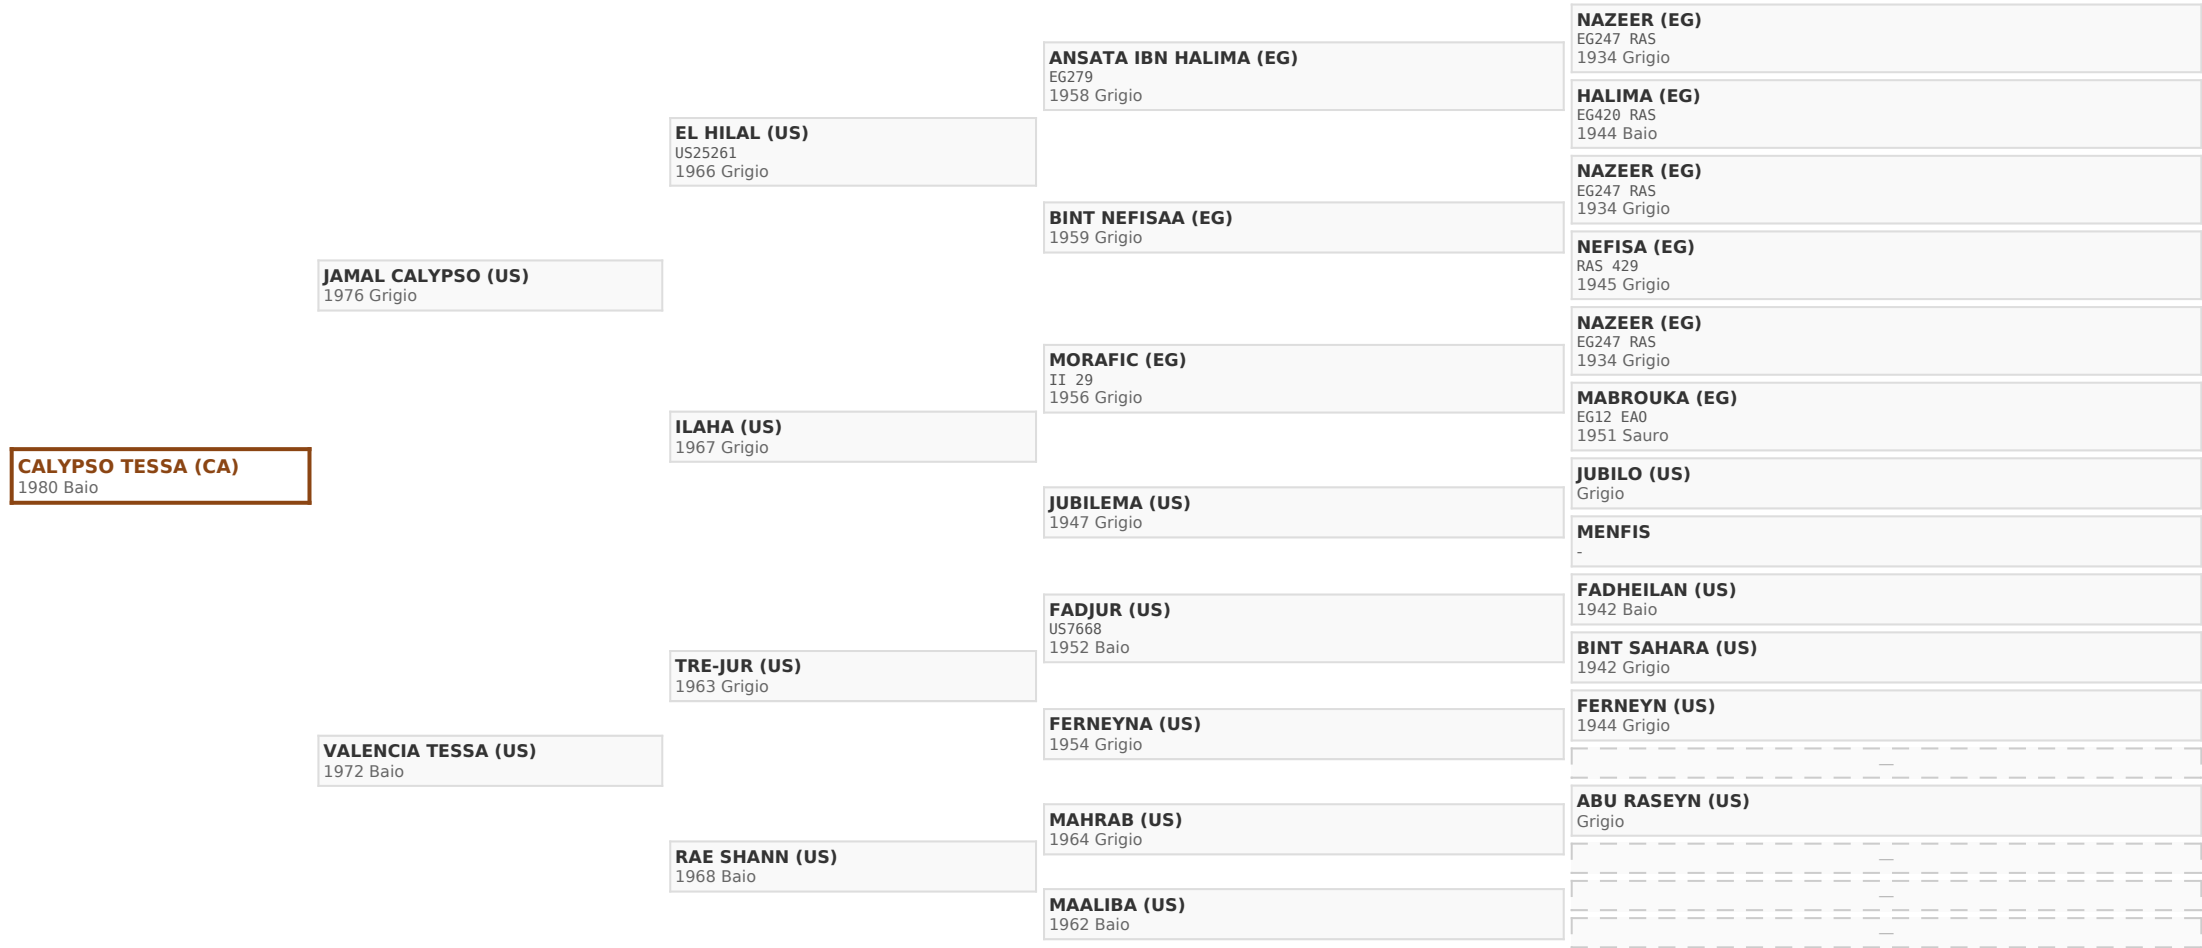 CALYPSO TESSA (CA)
1980 Baio
JAMAL CALYPSO (US)
1976 Grigio
VALENCIA TESSA (US)
1972 Baio
EL HILAL (US)
US25261
1966 Grigio
ILAHA (US)
1967 Grigio
TRE-JUR (US)
1963 Grigio
RAE SHANN (US)
1968 Baio
ANSATA IBN HALIMA (EG)
EG279
1958 Grigio
BINT NEFISAA (EG)
1959 Grigio
MORAFIC (EG)
II 29
1956 Grigio
JUBILEMA (US)
1947 Grigio
FADJUR (US)
US7668
1952 Baio
FERNEYNA (US)
1954 Grigio
MAHRAB (US)
1964 Grigio
MAALIBA (US)
1962 Baio
NAZEER (EG)
EG247 RAS
1934 Grigio
HALIMA (EG)
EG420 RAS
1944 Baio
NAZEER (EG)
EG247 RAS
1934 Grigio
NEFISA (EG)
RAS 429
1945 Grigio
NAZEER (EG)
EG247 RAS
1934 Grigio
MABROUKA (EG)
EG12 EAO
1951 Sauro
JUBILO (US)
Grigio
MENFIS
-
FADHEILAN (US)
1942 Baio
BINT SAHARA (US)
1942 Grigio
FERNEYN (US)
1944 Grigio
—
ABU RASEYN (US)
Grigio
—
—
—